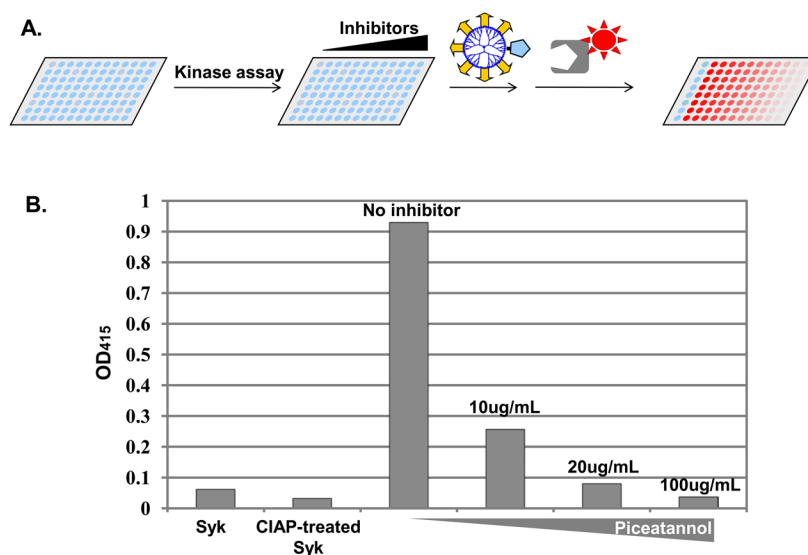 A.
Inhibitors
Kinase assay
B.
OD415
1
0.9
0.8
0.7
0.6
0.5
0.4
0.3
0.2
0.1
0
No inhibitor
10ug/mL
20ug/mL
100ug/mL
Syk
CIAP-treated
Syk
Piceatannol